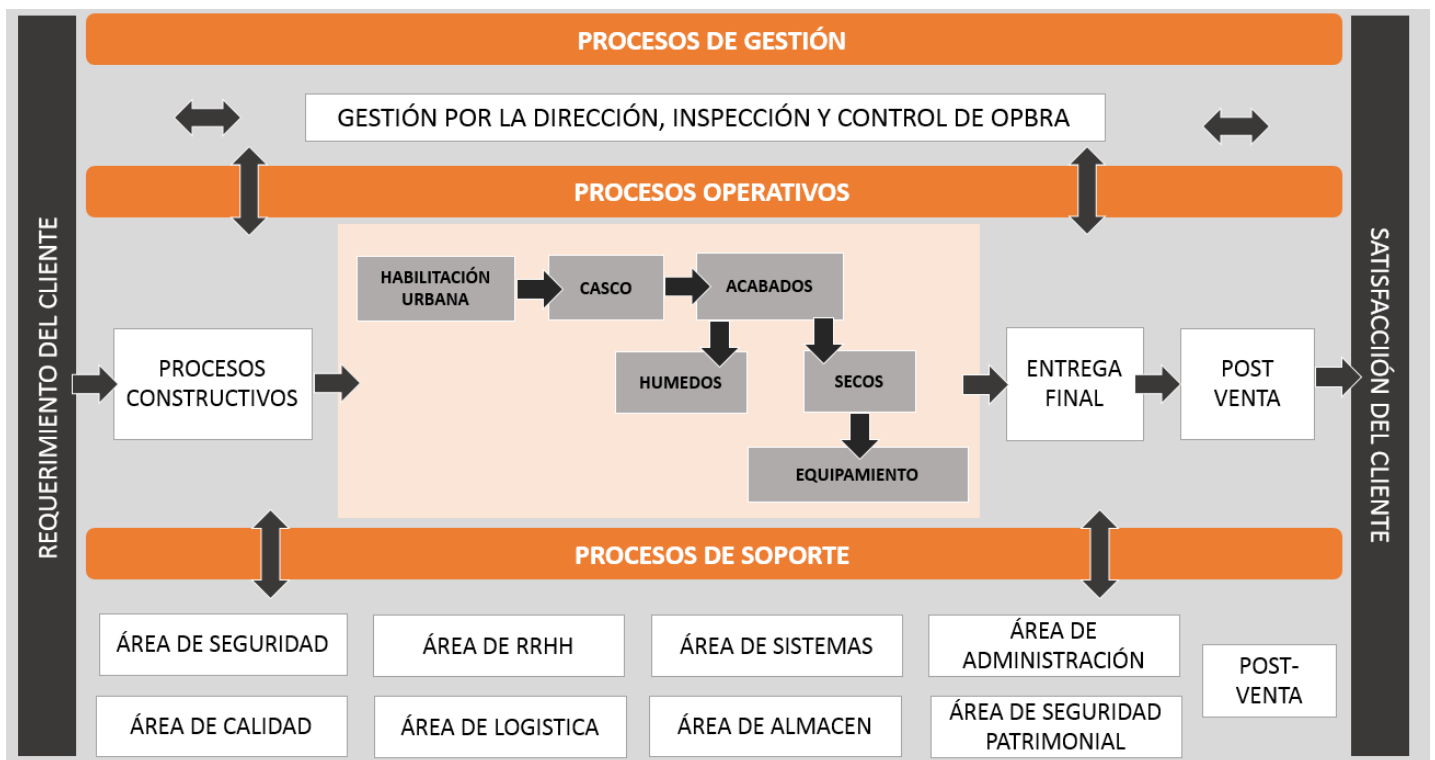 PROCESOS DE GESTIÓN
GESTIÓN POR LA DIRECCIÓN, INSPECCIÓN Y CONTROL DE OPBRA
PROCESOS OPERATIVOS
REQUERIMIENTO DEL CLIENTE
PROCESOS
CONSTRUCTIVOS
HABILITACIÓN
URBANA
CASCO
ACABADOS
HUMEDOS
SECOS
EQUIPAMIENTO
ENTREGA
FINAL
POST
VENTA
SATISFACCIIÓN DEL CLIENTE
PROCESOS DE SOPORTE
ÁREA DE SEGURIDAD
ÁREA DE RRHH
ÁREA DE SISTEMAS
ÁREA DE
ADMINISTRACIÓN
POST-
VENTA
ÁREA DE CALIDAD
ÁREA DE LOGISTICA
ÁREA DE ALMACEN
ÁREA DE SEGURIDAD
PATRIMONIAL